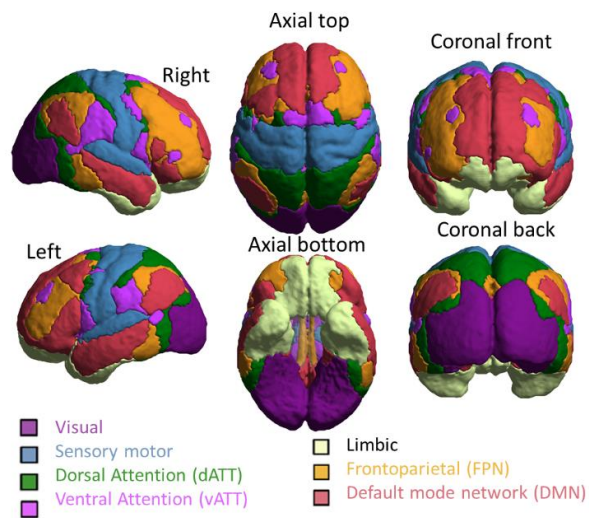 Axial top
Coronal front
Right
Left
Axial bottom
Coronal back
Visual
Sensory motor
Dorsal Attention (dATT)
Ventral Attention (vATT)
Limbic
Frontoparietal (FPN)
Default mode network (DMN)